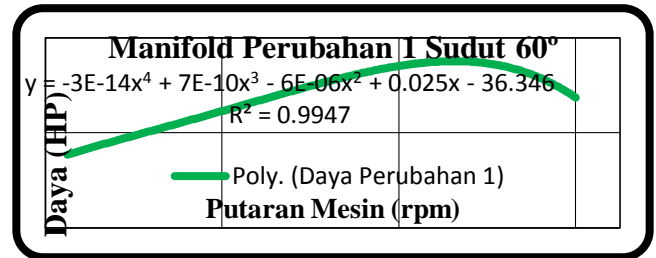 Manifold Perubahan 1 Sudut 60º
y = -3E-14x⁴ + 7E-10x³ - 6E-06x² + 0.025x - 36.346
R² = 0.9947
Daya (HP)
Poly. (Daya Perubahan 1)
Putaran Mesin (rpm)